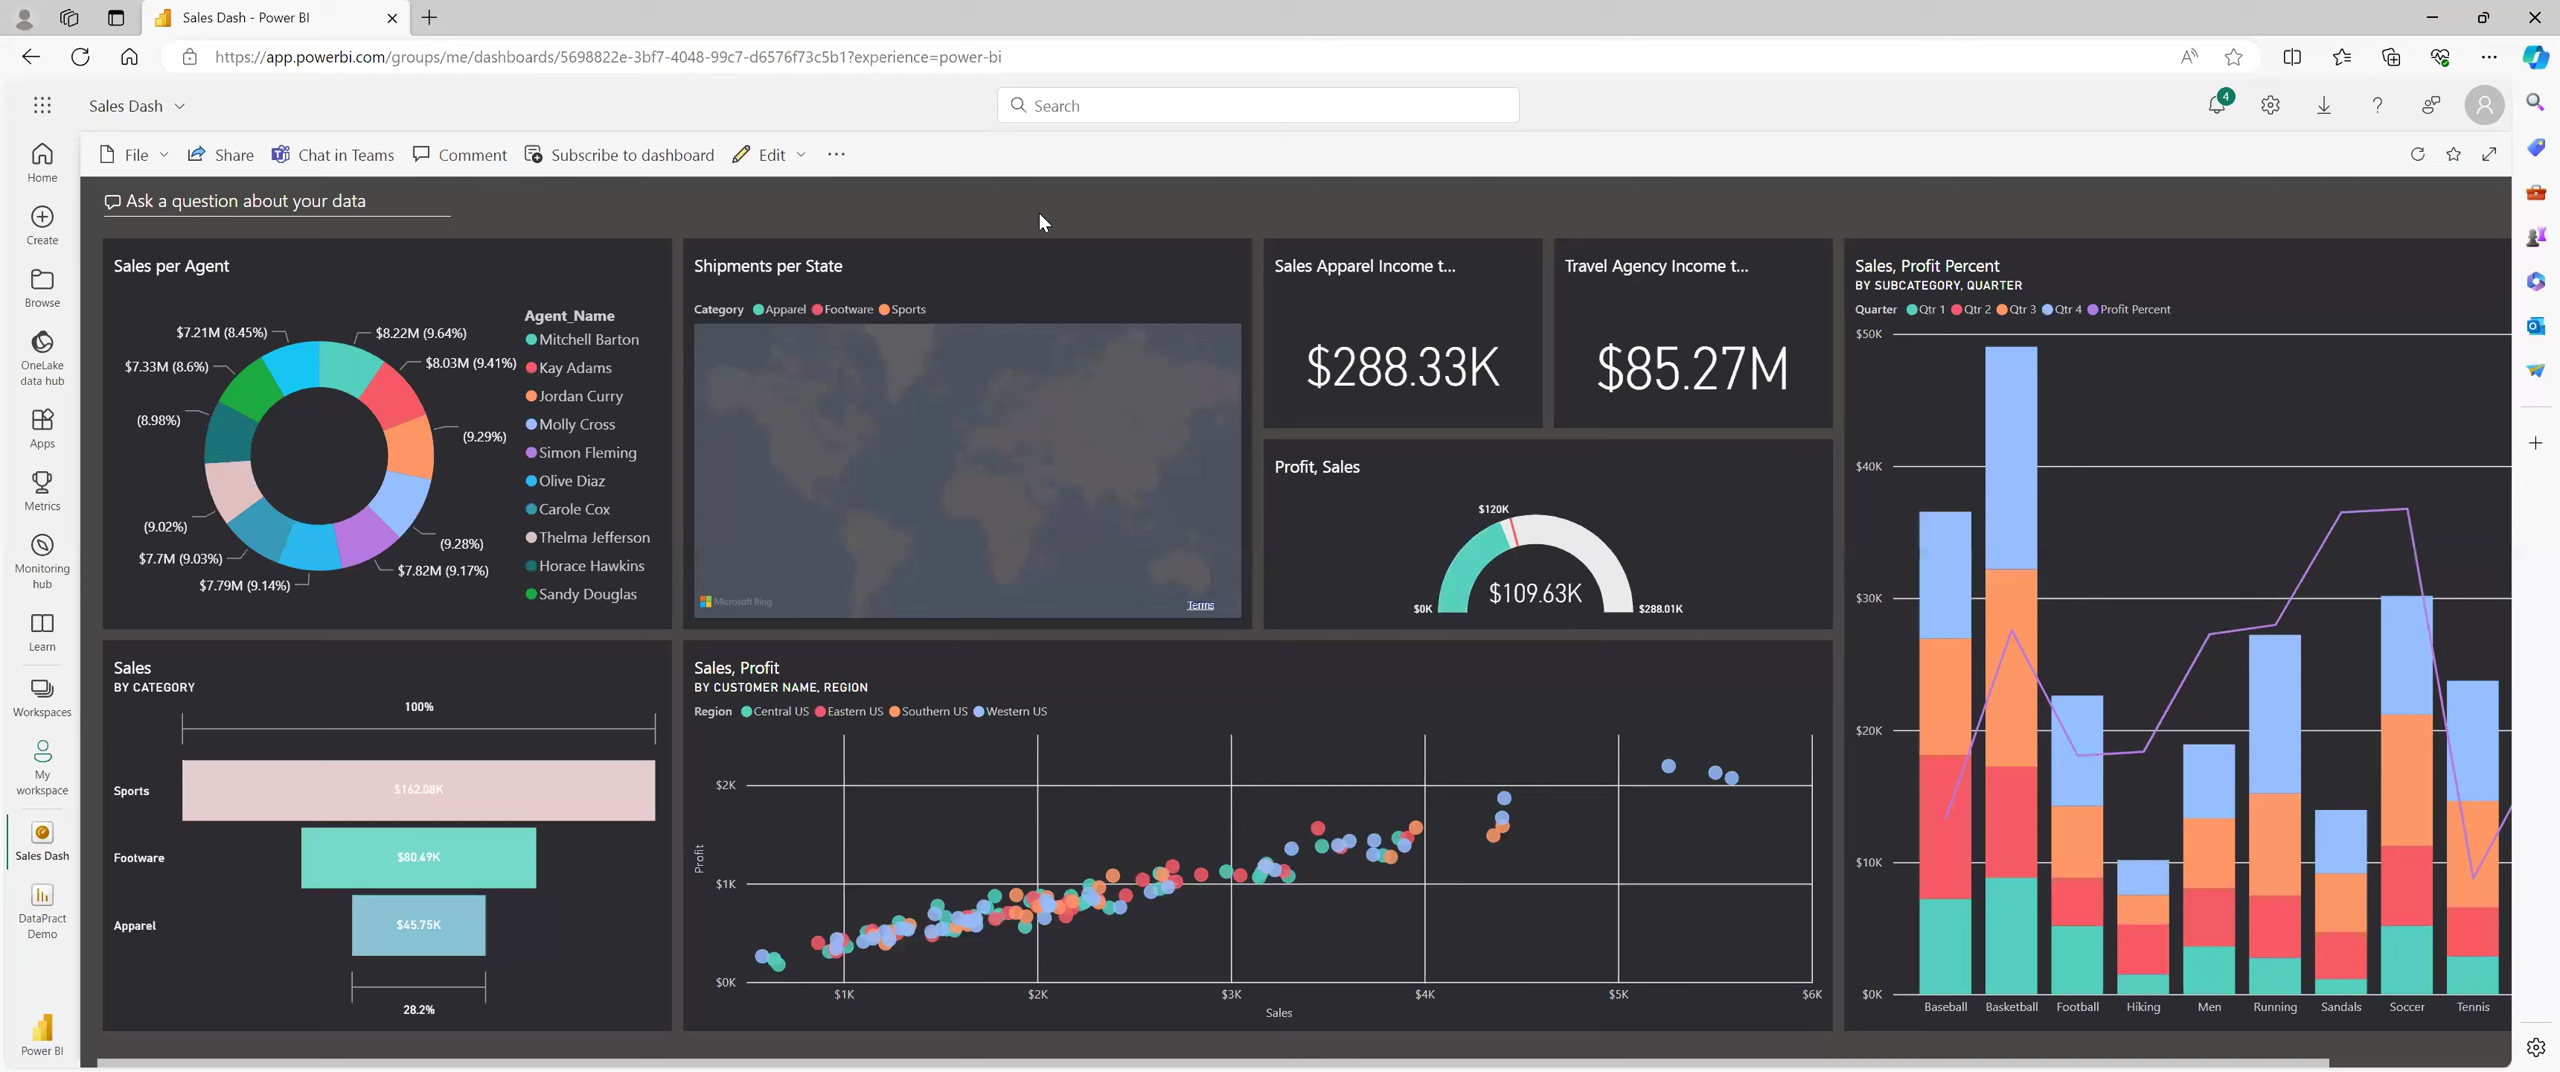 Sales Dash - Power BI
https://app.powerbi.com/groups/me/dashboards/5698822e-3bf7-4048-99c7-d6576f73c5b1?experience=power-bi
Sales Dash
Search
4
File
Share
Chat in Teams
Comment
Subscribe to dashboard
Edit
Home
Create
Browse
OneLake
data hub
Apps
Metrics
Monitoring
hub
Learn
Workspaces
My
workspace
Sales Dash
DataPract
Demo
Power BI
Ask a question about your data
Sales per Agent
$7.21M (8.45%)
$8.22M (9.64%)
$7.33M (8.6%)
$8.03M (9.41%)
(8.98%)
(9.29%)
(9.02%)
(9.28%)
$7.7M (9.03%)
$7.82M (9.17%)
$7.79M (9.14%)
Agent_Name
Mitchell Barton
Kay Adams
Jordan Curry
Molly Cross
Simon Fleming
Olive Diaz
Carole Cox
Thelma Jefferson
Horace Hawkins
Sandy Douglas
Shipments per State
Category Apparel Footware Sports
Microsoft Bing
Terms
Sales Apparel Income t...
$288.33K
Travel Agency Income t...
$85.27M
Profit, Sales
$120K
$109.63K
$0K
$288.01K
Sales, Profit Percent
BY SUBCATEGORY, QUARTER
Quarter Qtr 1 Qtr 2 Qtr 3 Qtr 4 Profit Percent
$50K
$40K
$30K
$20K
$10K
$0K
Baseball Basketball Football Hiking Men Running Sandals Soccer Tennis
Sales
BY CATEGORY
100%
Sports
$162.08K
Footware
$80.49K
Apparel
$45.75K
28.2%
Sales, Profit
BY CUSTOMER NAME, REGION
Region Central US Eastern US Southern US Western US
Profit
$2K
$1K
$0K
$1K $2K $3K $4K $5K $6K
Sales